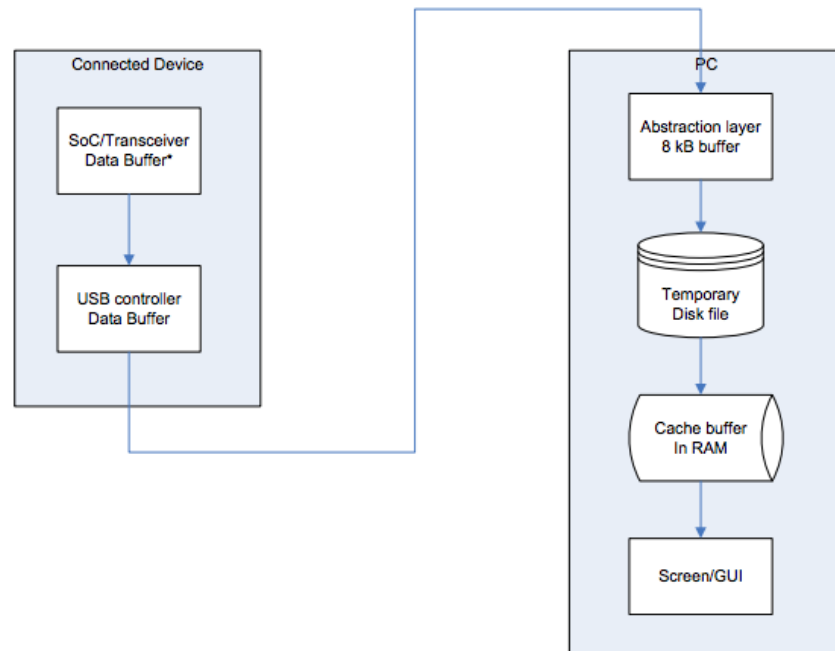 Connected Device
SoC/Transceiver
Data Buffer*
USB controller
Data Buffer
PC
Abstraction layer
8 kB buffer
Temporary
Disk file
Cache buffer
In RAM
Screen/GUI